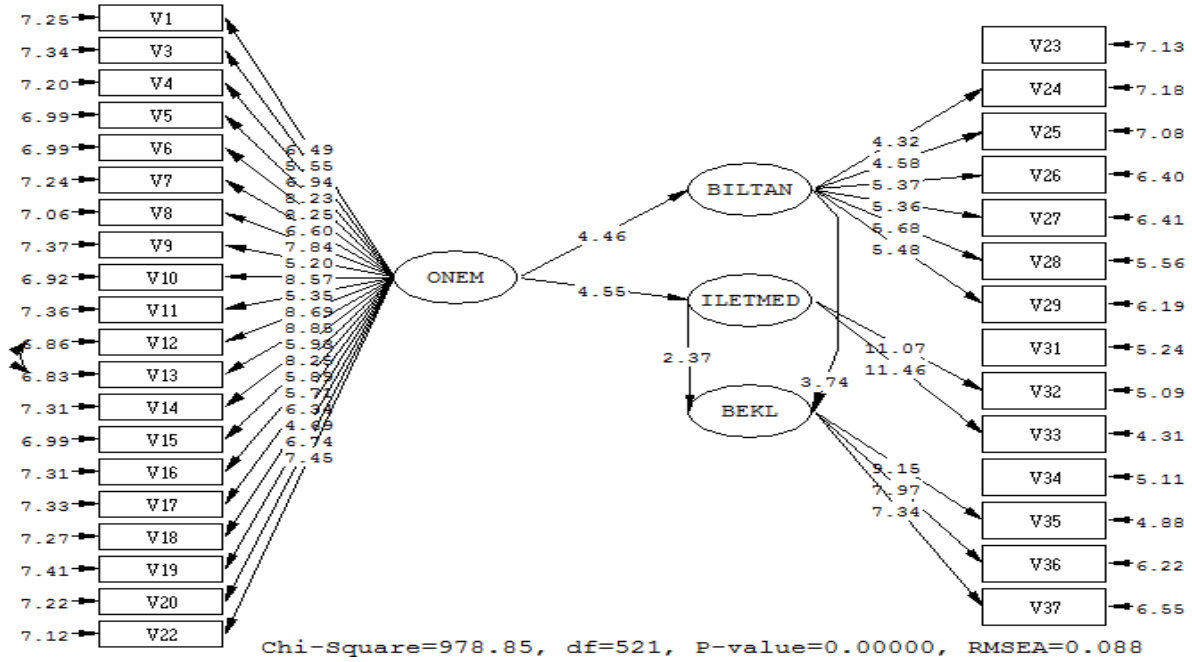 7.25 V1
7.34 V3
7.20 V4
6.99 V5
6.99 V6
7.24 V7
7.06 V8
7.37 V9
6.92 V10
7.36 V11
6.86 V12
6.83 V13
7.31 V14
6.99 V15
7.31 V16
7.33 V17
7.27 V18
7.41 V19
7.22 V20
7.12 V22
6.49
5.55
6.94
8.23
8.25
6.60
7.84
5.20
8.57
5.35
8.69
8.88
5.93
8.25
5.89
5.71
6.34
4.69
6.74
7.45
ONEM
4.46
4.55
BILTAN
ILETMED
2.37
3.74
BEKL
4.32
4.58
5.37
5.36
5.68
5.48
11.07
11.46
9.15
7.97
7.34
V23 7.13
V24 7.18
V25 7.08
V26 6.40
V27 6.41
V28 5.56
V29 6.19
V31 5.24
V32 5.09
V33 4.31
V34 5.11
V35 4.88
V36 6.22
V37 6.55
Chi-Square=978.85, df=521, P-value=0.00000, RMSEA=0.088